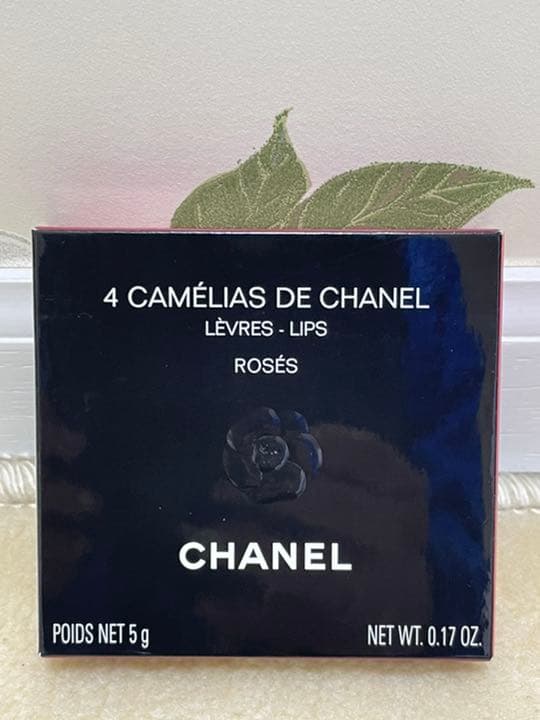 4 CAMÉLIAS DE CHANEL
LÈVRES - LIPS
ROSÉS
CHANEL
POIDS NET 5 g
NET WT. 0.17 OZ.